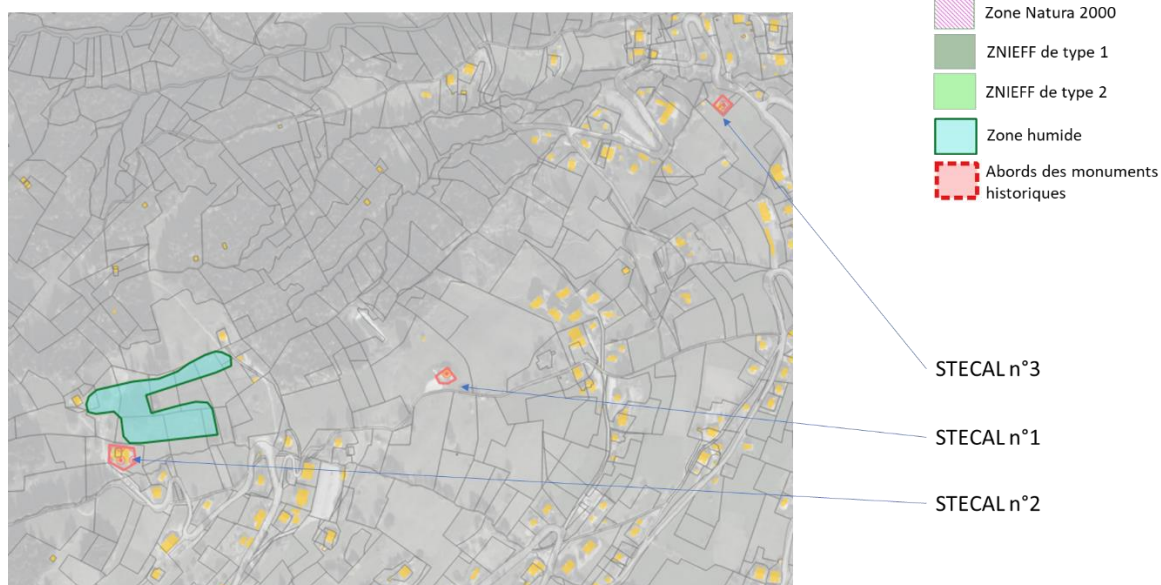 Zone Natura 2000
ZNIEFF de type 1
ZNIEFF de type 2
Zone humide
Abords des monuments
historiques
STECAL n°3
STECAL n°1
STECAL n°2